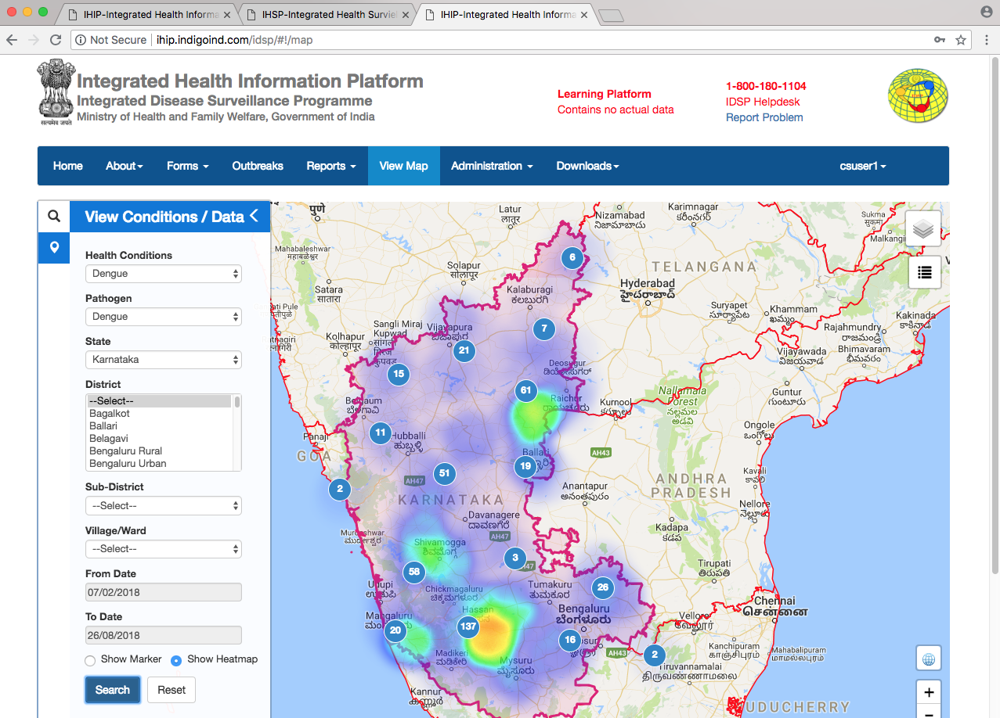 IHIP-Integrated Health Informa
IHSP-Integrated Health Survie
IHIP-Integrated Health Informa
Not Secure
ihip.indigoind.com/idsp/#!/map
सत्यमेव जयते
Integrated Health Information Platform
Integrated Disease Surveillance Programme
Ministry of Health and Family Welfare, Government of India
Learning Platform
Contains no actual data
1-800-180-1104
IDSP Helpdesk
Report Problem
Home
About
Forms
Outbreaks
Reports
View Map
Administration
Downloads
csuser1
View Conditions / Data
Health Conditions
Dengue
Pathogen
Dengue
State
Karnataka
District
--Select--
Bagalkot
Ballari
Belagavi
Bengaluru Rural
Bengaluru Urban
Sub-District
--Select--
Village/Ward
--Select--
From Date
07/02/2018
To Date
26/08/2018
Show Marker
Show Heatmap
Search
Reset
पुणे
Latur
लातूर
Nizamabad
నిజామాబాద్
Karimnagar
కరీంనగర్
Sukma
सुकमा
Malkangi
Mahabaleshwar
महाबळेश्वर
Solapur
सोलापूर
6
TELANGANA
Hyderabad
హైదరాబాద్
Satara
सातारा
Kalaburagi
ಕಲಬುರಗಿ
Suryapet
సూర్యాపేట
Khammam
ఖమ్మం
Kakinada
కాకినాడ
Rajahmundry
రాజమండ్రి
Kolhapur
कोल्हापूर
Sangli Miraj
Kupwad
सांगली
मिरज
कुपवाड
Vijayapura
ವಿಜಾಪುರ
7
21
15
Vijayawada
విజయవాడ
Bhimavaram
భీమవరం
Deosugur
61
Raichur
ರಾಯಚೂರು
Kurnool
కర్నూలు
Nallamala
Forest
నల్లమల
అడవి
Guntur
గుంటూరు
Belgaum
ಬೆಳಗಾವಿ
Ongole
ఒంగోలు
Panaji
GOA
11
Hubballi
ಹುಬ್ಬಳ್ಳಿ
Ballari
19
AH43
51
AH47
2
KARNATAKA
Anantapur
అనంతపురం
ANDHRA
PRADESH
Kavali
కావలి
Nellore
నెల్లూరు
Davanagere
ದಾವಣಗೆರೆ
AH47
Kadapa
కడప
Shivamogga
ಶಿವಮೊಗ್ಗ
3
58
Tirupati
తిరుపతి
Chickmagaluru
ಚಿಕ್ಕಮಗಳೂರು
Tumakuru
ತುಮಕೂರು
26
Hassan
Bengaluru
ಬೆಂಗಳೂರು
Chennai
சென்னை
Mangaluru
20
137
16
AH43
2
Kanchipuram
காஞ்சிபுரம்
Mahabalipuram
மாமல்லபுரம்
Madikeri
ಮಡಿಕೇರಿ
Mysuru
ಮೈಸೂರು
Tiruvannamalai
திருவண்ணாமலை
Kannur
കണ്ണൂർ
UDUCHERRY